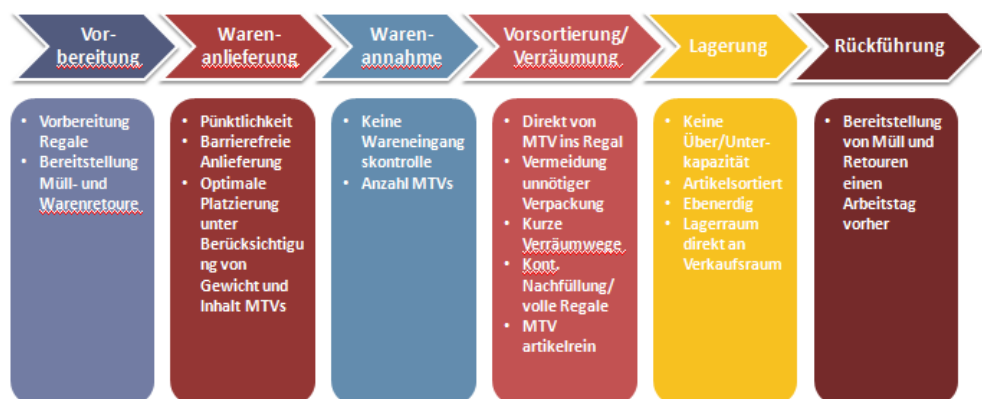 Vor-
bereitung
Waren-
anlieferung
Waren-
annahme
Vorsortierung/
Verräumung
Lagerung
Rückführung
• Vorbereitung
Regale
• Bereitstellung
Müll- und
Warenretoure
• Pünktlichkeit
• Barrierefreie
Anlieferung
• Optimale
Platzierung
unter
Berücksichtigu
ng von
Gewicht und
Inhalt MTVs
• Keine
Wareneingang
skontrolle
• Anzahl MTVs
• Direkt von
MTV ins Regal
• Vermeidung
unnötiger
Verpackung
• Kurze
Verräumwege
• Kont.
Nachfüllung/
volle Regale
• MTV
artikelrein
• Keine
Über/Unter-
kapazität
• Artikelsortiert
• Ebenerdig
• Lagerraum
direkt an
Verkaufsraum
• Bereitstellung
von Müll und
Retouren
einen
Arbeitstag
vorher